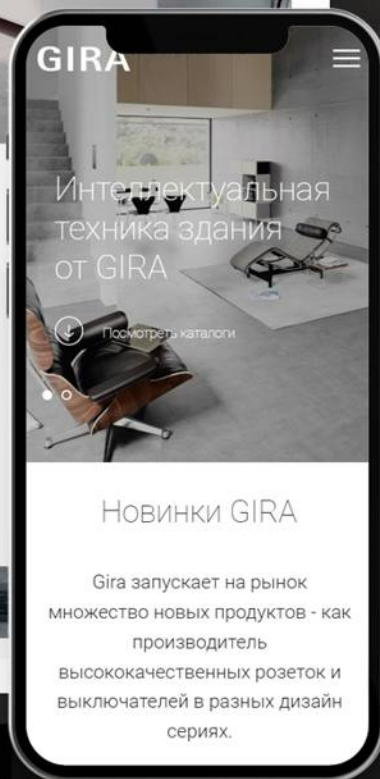 GIRA
Интеллектуальная
техника здания
от GIRA
Посмотреть каталоги
Новинки GIRA
Gira запускает на рынок
множество новых продуктов - как
производитель
высококачественных розеток и
выключателей в разных дизайн
сериях.